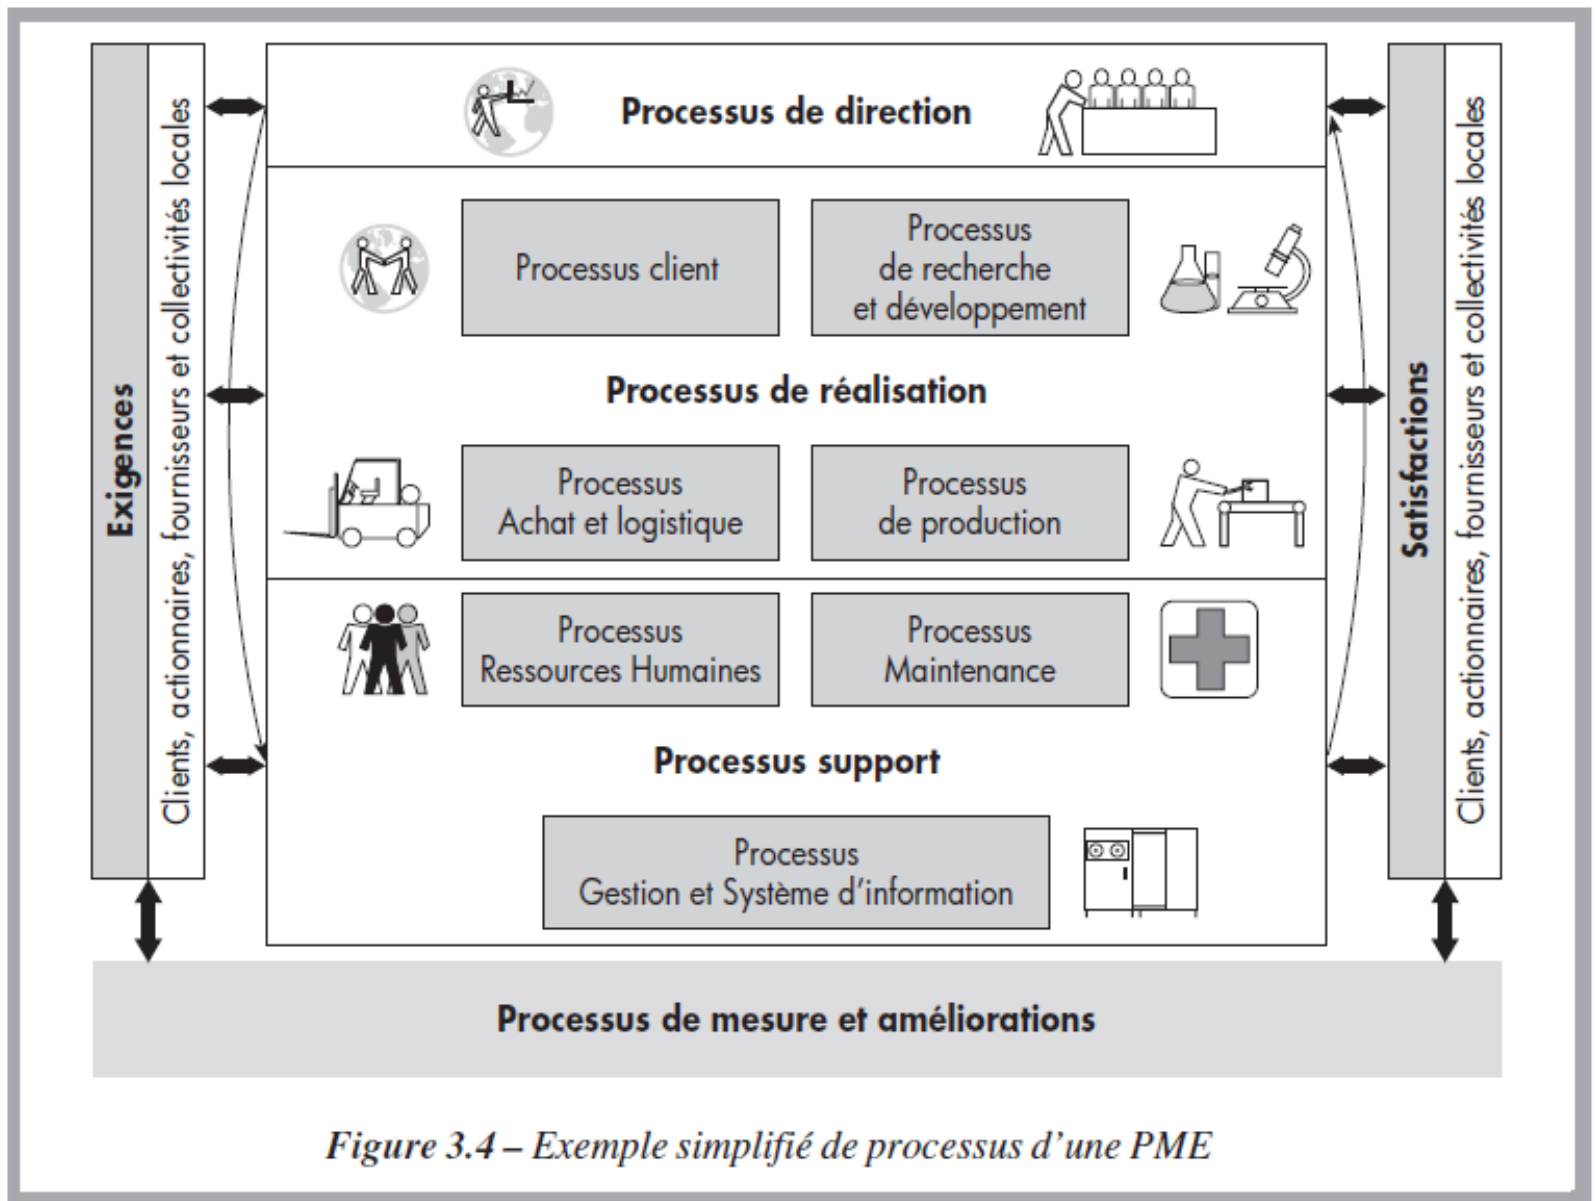 Exigences
Clients, actionnaires, fournisseurs et collectivités locales
Processus de direction
Processus client
Processus
de recherche
et développement
Processus de réalisation
Processus
Achat et logistique
Processus
de production
Processus
Ressources Humaines
Processus
Maintenance
Processus support
Processus
Gestion et Système d'information
Satisfactions
Clients, actionnaires, fournisseurs et collectivités locales
Processus de mesure et améliorations
Figure 3.4 – Exemple simplifié de processus d'une PME